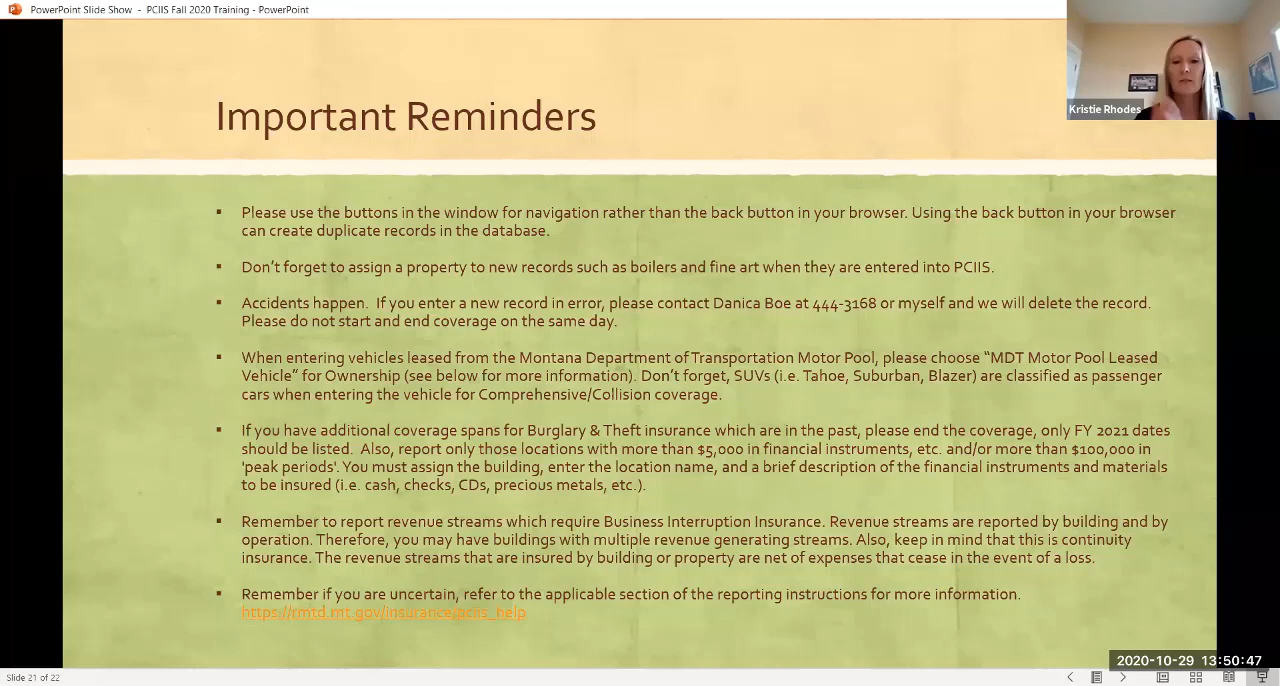 PowerPoint Slide Show - PCIIS Fall 2020 Training - PowerPoint
Kristie Rhodes
Important Reminders
▪ Please use the buttons in the window for navigation rather than the back button in your browser. Using the back button in your browser
can create duplicate records in the database.
▪ Don't forget to assign a property to new records such as boilers and fine art when they are entered into PCIIS.
▪ Accidents happen. If you enter a new record in error, please contact Danica Boe at 444-3168 or myself and we will delete the record.
Please do not start and end coverage on the same day.
▪ When entering vehicles leased from the Montana Department of Transportation Motor Pool, please choose “MDT Motor Pool Leased
Vehicle” for Ownership (see below for more information). Don't forget, SUVs (i.e. Tahoe, Suburban, Blazer) are classified as passenger
cars when entering the vehicle for Comprehensive/Collision coverage.
▪ If you have additional coverage spans for Burglary & Theft insurance which are in the past, please end the coverage, only FY 2021 dates
should be listed. Also, report only those locations with more than $5,000 in financial instruments, etc. and/or more than $100,000 in
'peak periods'. You must assign the building, enter the location name, and a brief description of the financial instruments and materials
to be insured (i.e. cash, checks, CDs, precious metals, etc.).
▪ Remember to report revenue streams which require Business Interruption Insurance. Revenue streams are reported by building and by
operation. Therefore, you may have buildings with multiple revenue generating streams. Also, keep in mind that this is continuity
insurance. The revenue streams that are insured by building or property are net of expenses that cease in the event of a loss.
▪ Remember if you are uncertain, refer to the applicable section of the reporting instructions for more information.
https://rmtd.mt.gov/insurance/pciis_help
2020-10-29 13:50:47
Slide 21 of 22